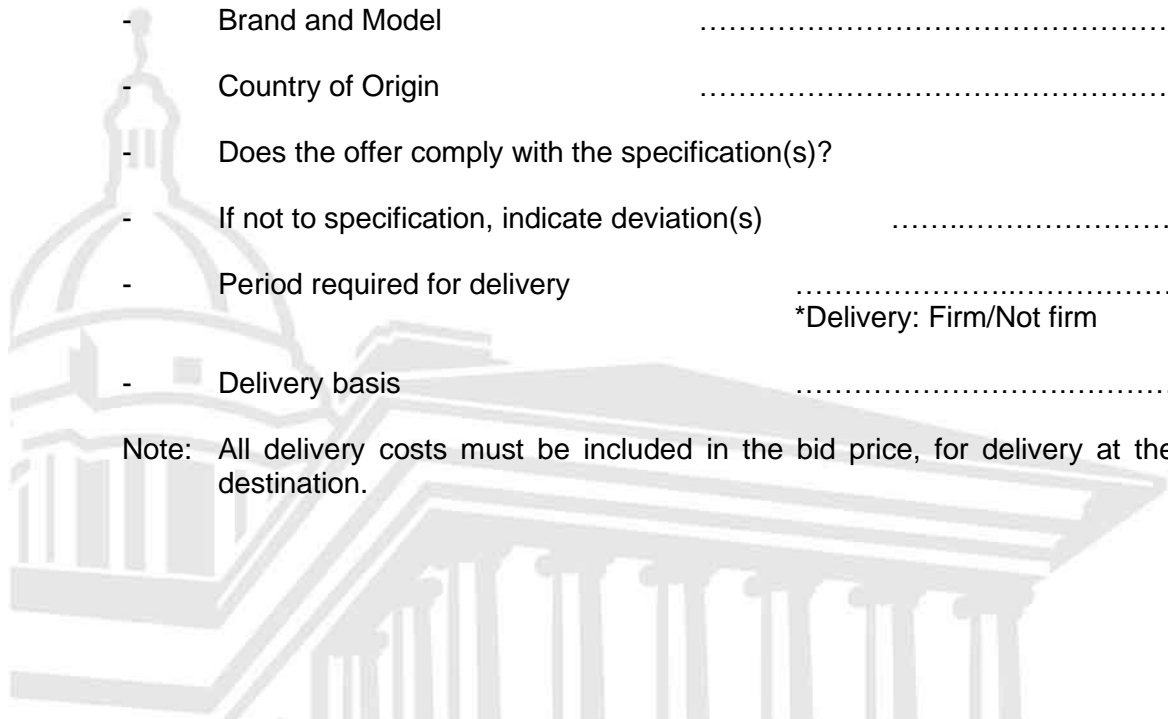 - Brand and Model ……………………………………………
- Country of Origin ……………………………………………
- Does the offer comply with the specification(s)?
- If not to specification, indicate deviation(s) ……..……………………
- Period required for delivery …………………..………………
*Delivery: Firm/Not firm
- Delivery basis ……………………….…………
Note: All delivery costs must be included in the bid price, for delivery at the
destination.